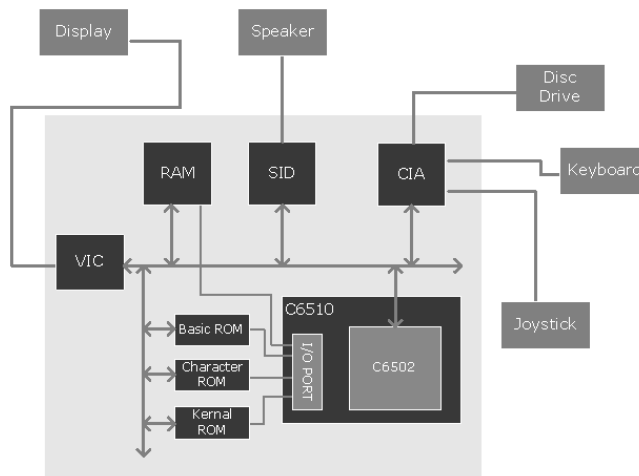 Display
Speaker
Disc
Drive
RAM
SID
CIA
Keyboard
VIC
C6510
Basic ROM
I/O PORT
Joystick
Character
ROM
C6502
Kernal
ROM